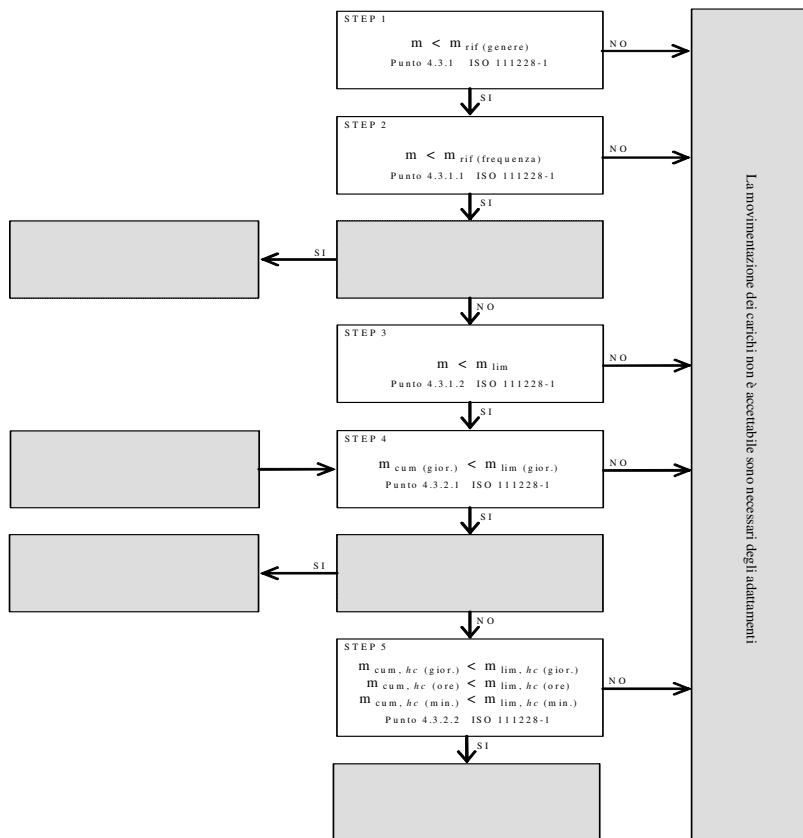 STEP 1
m < m rif (genere)
Punto 4.3.1 ISO 111228-1
NO
SI
STEP 2
m < m rif (frequenza)
Punto 4.3.1.1 ISO 111228-1
NO
SI
SI
NO
STEP 3
m < m lim
Punto 4.3.1.2 ISO 111228-1
NO
SI
STEP 4
m cum (gior.) < m lim (gior.)
Punto 4.3.2.1 ISO 111228-1
NO
SI
SI
NO
STEP 5
m cum, hc (gior.) < m lim, hc (gior.)
m cum, hc (ore) < m lim, hc (ore)
m cum, hc (min.) < m lim, hc (min.)
Punto 4.3.2.2 ISO 111228-1
NO
SI
La movimentazione dei carichi non è accettabile sono necessari degli adattamenti